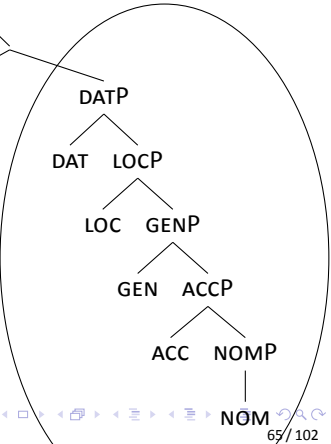 DATP
DAT LOCP
LOC GENP
GEN ACCP
ACC NOMP
NOM
65/102